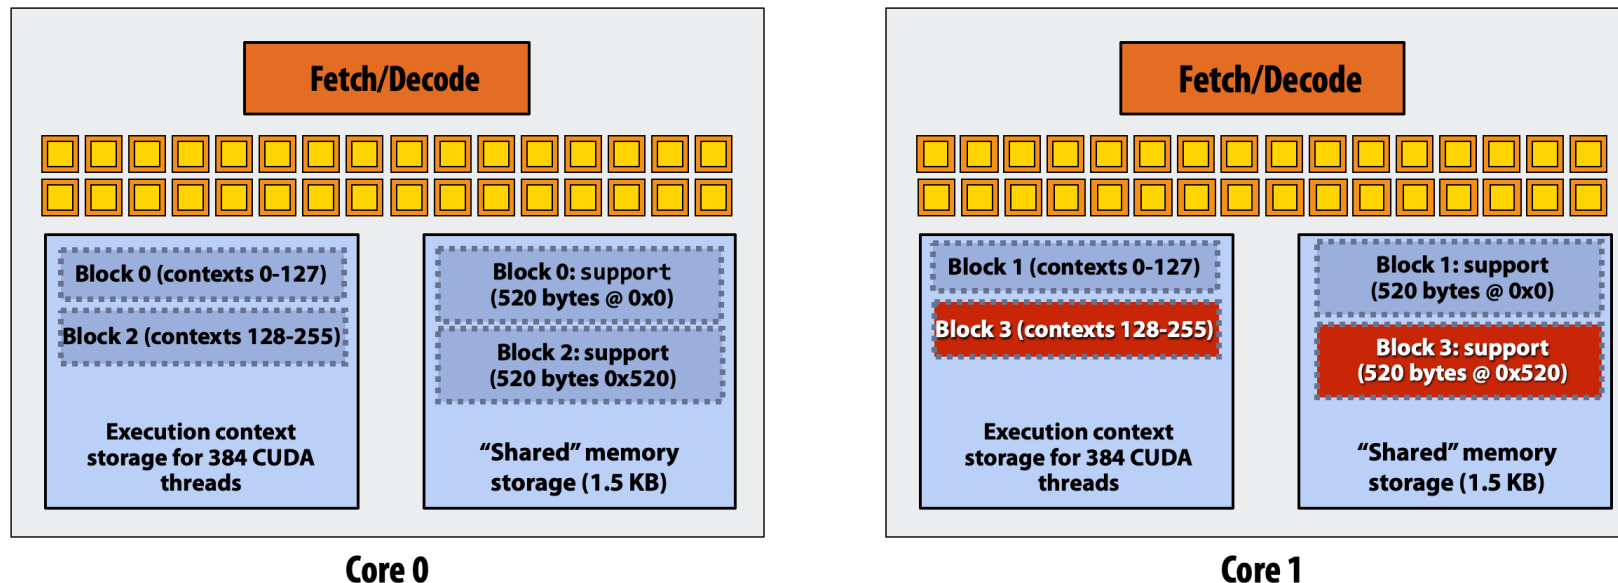 Fetch/Decode
Block 0 (contexts 0-127)
Block 2 (contexts 128-255)
Execution context
storage for 384 CUDA
threads
Block 0: support
(520 bytes @ 0x0)
Block 2: support
(520 bytes 0x520)
“Shared” memory
storage (1.5 KB)
Core 0
Fetch/Decode
Block 1 (contexts 0-127)
Block 3 (contexts 128-255)
Execution context
storage for 384 CUDA
threads
Block 1: support
(520 bytes @ 0x0)
Block 3: support
(520 bytes @ 0x520)
“Shared” memory
storage (1.5 KB)
Core 1